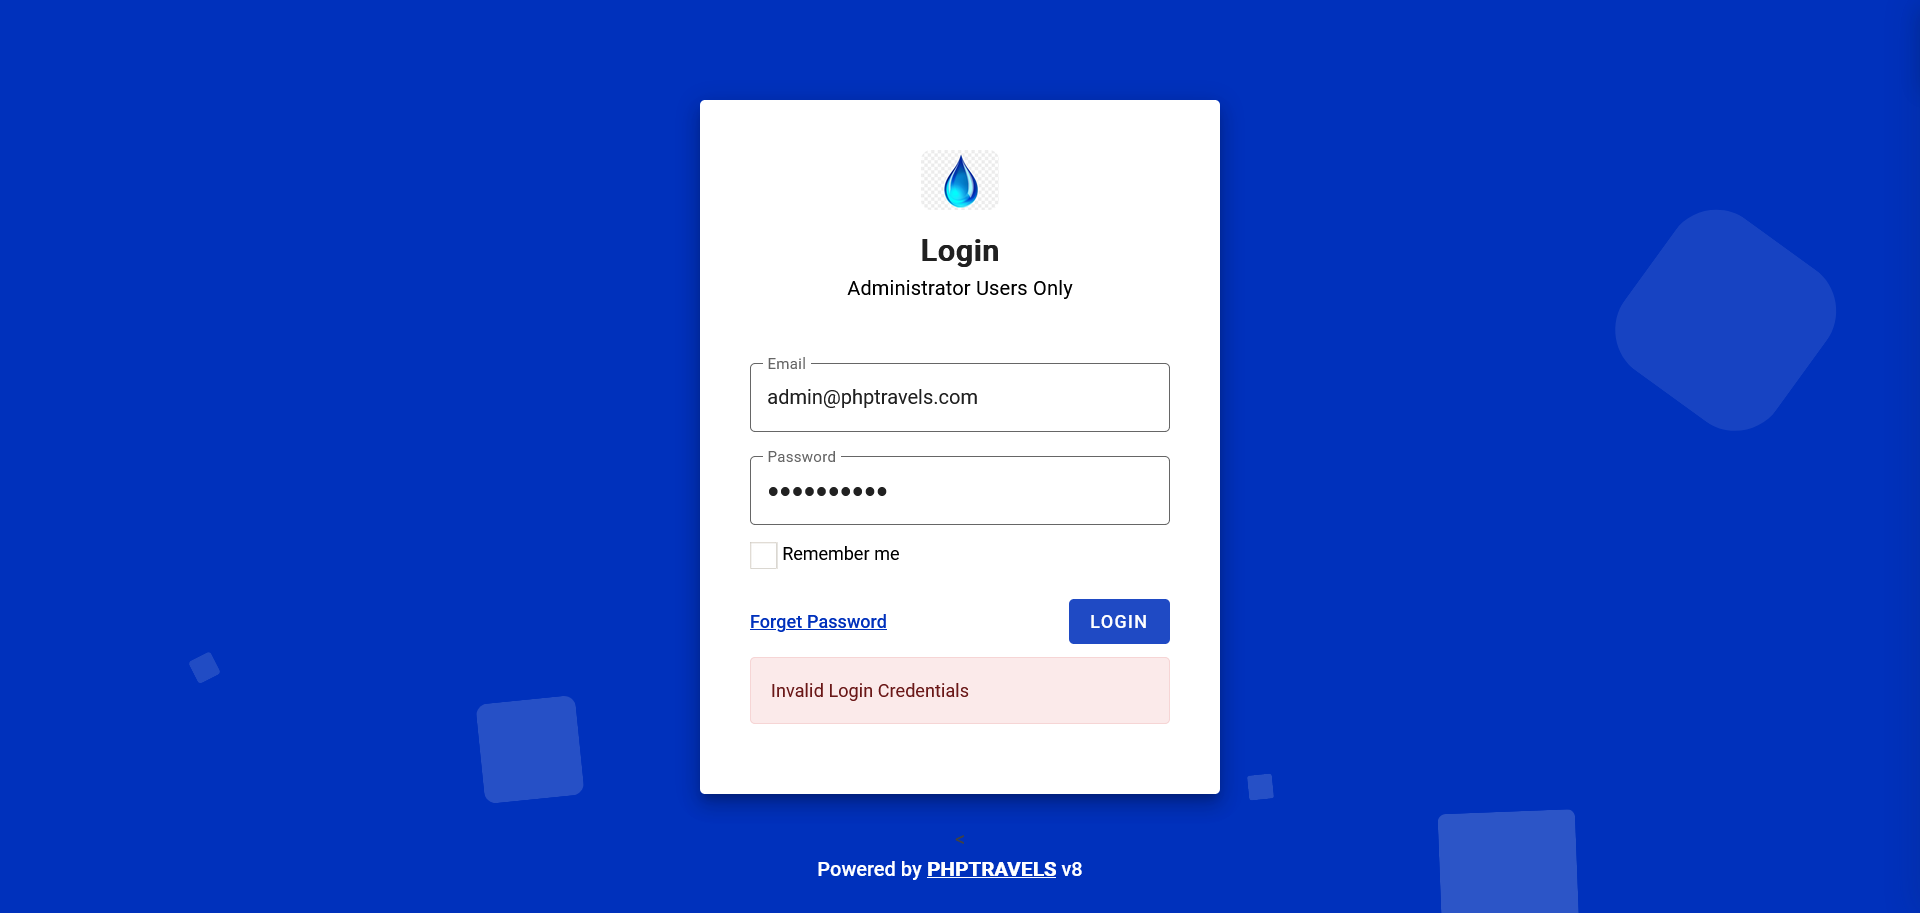 Login
Administrator Users Only
Email
admin@phptravels.com
Password
••••••••••
Remember me
Forget Password
LOGIN
Invalid Login Credentials
<
Powered by PHPTRAVELS v8